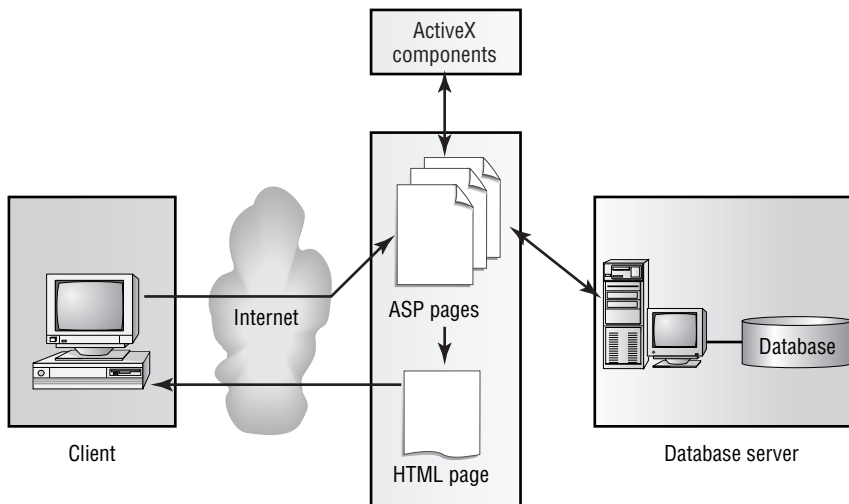 ActiveX
components
Internet
ASP pages
Database
Client
HTML page
Database server